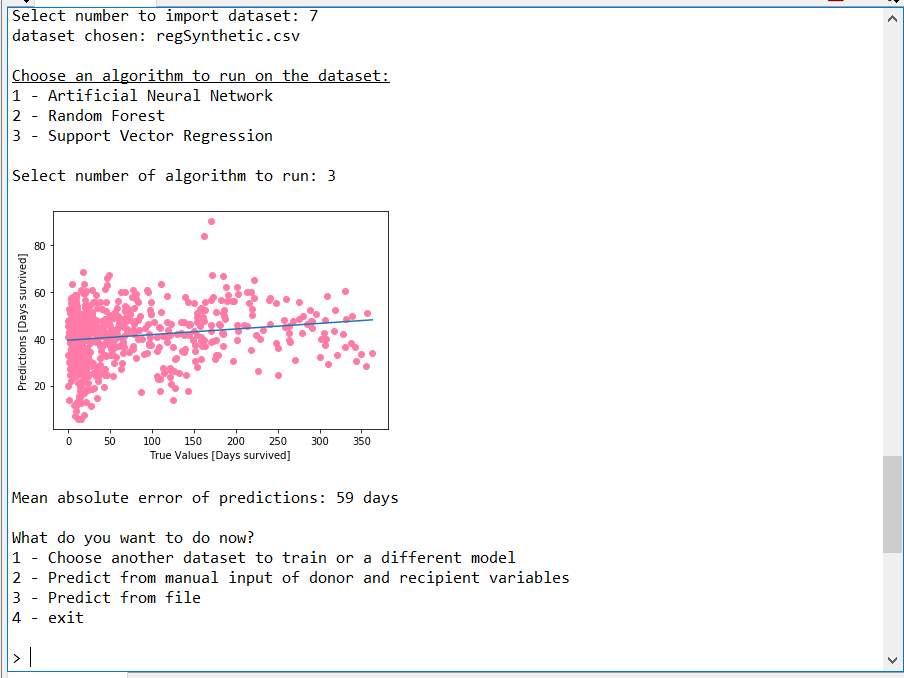 Select number to import dataset: 7
dataset chosen: regSynthetic.csv
Choose an algorithm to run on the dataset:
1 - Artificial Neural Network
2 - Random Forest
3 - Support Vector Regression
Select number of algorithm to run: 3
Predictions [Days survived]
80
60
40
20
0 50 100 150 200 250 300 350
True Values [Days survived]
Mean absolute error of predictions: 59 days
What do you want to do now?
1 - Choose another dataset to train or a different model
2 - Predict from manual input of donor and recipient variables
3 - Predict from file
4 - exit
>